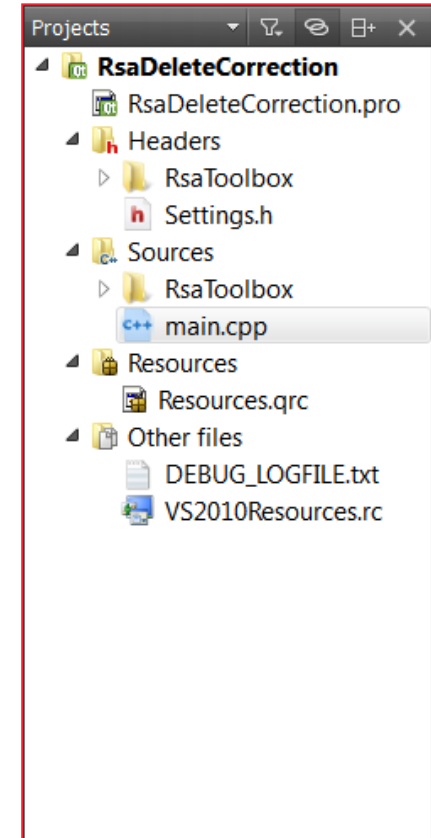 Projects
RsaDeleteCorrection
RsaDeleteCorrection.pro
Headers
RsaToolbox
Settings.h
Sources
RsaToolbox
main.cpp
Resources
Resources.qrc
Other files
DEBUG_LOGFILE.txt
VS2010Resources.rc